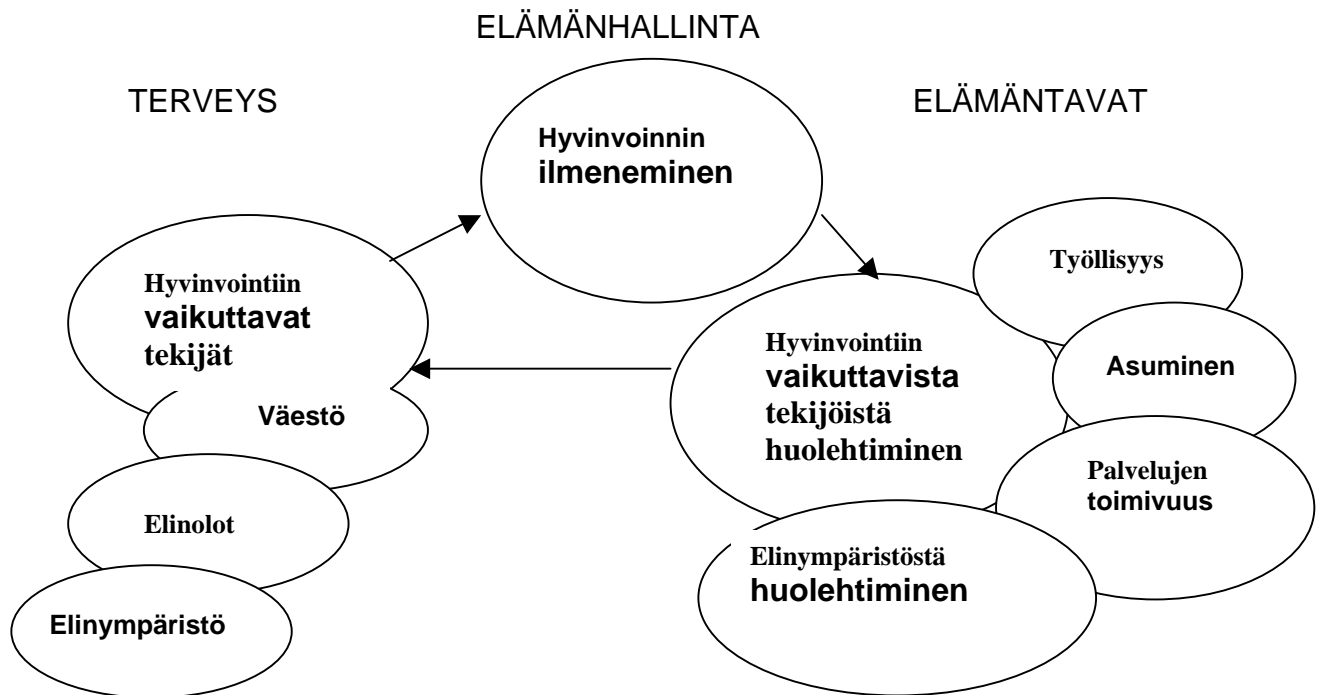 ELÄMÄNHALLINTA
TERVEYS
ELÄMÄNTAVAT
Hyvinvoinnin
ilmeneminen
Hyvinvointiin
vaikuttavat
tekijät
Väestö
Elinolot
Elinympäristö
Hyvinvointiin
vaikuttavista
tekijöistä
huolehtiminen
Työllisyys
Asuminen
Palvelujen
toimivuus
Elinympäristöstä
huolehtiminen